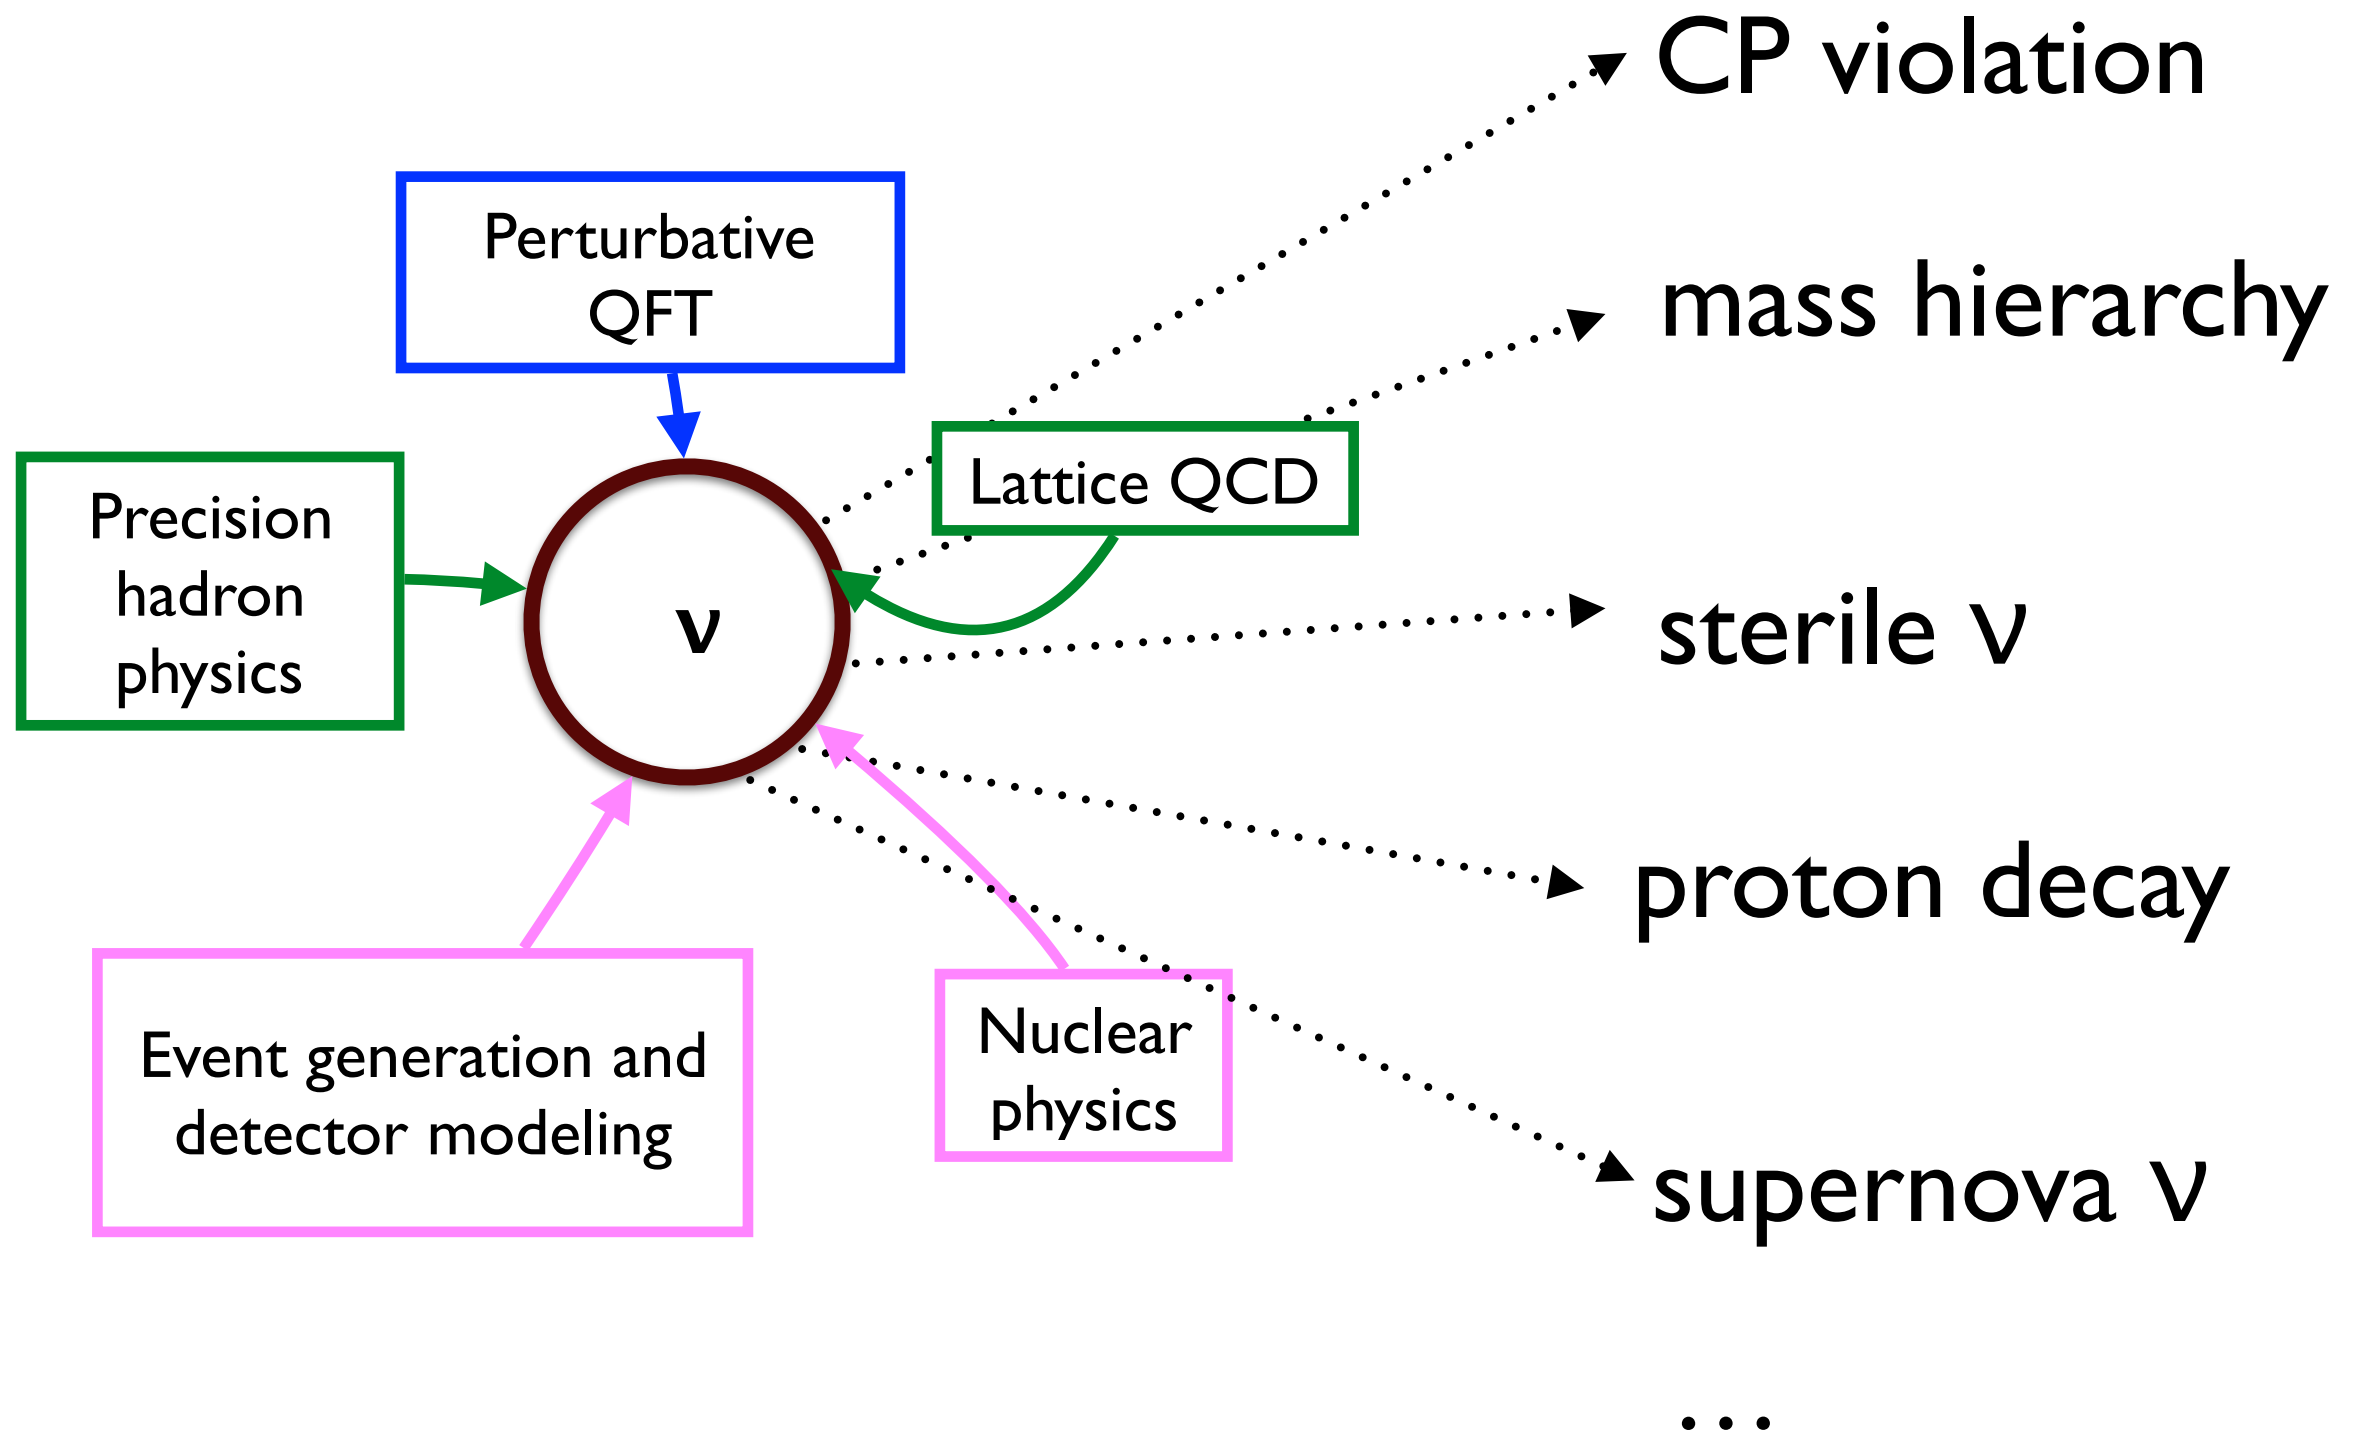 CP violation
Perturbative
QFT
mass hierarchy
Lattice QCD
Precision
hadron
physics
ν
sterile ν
proton decay
Event generation and
detector modeling
Nuclear
physics
supernova ν
...